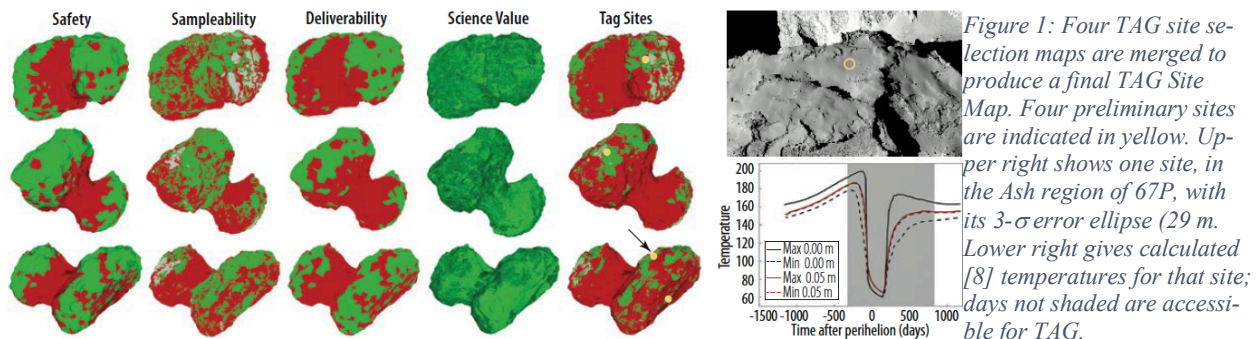 Safety
Sampleability
Deliverability
Science Value
Tag Sites
200
180
160
140
120
100
80
60
Temperature
Max 0.00 m
Min 0.00 m
Max 0.05 m
Min 0.05 m
-1500 -1000 -500 0 500 1000
Time after perihelion (days)
Figure 1: Four TAG site se-
lection maps are merged to
produce a final TAG Site
Map. Four preliminary sites
are indicated in yellow. Up-
per right shows one site, in
the Ash region of 67P, with
its 3-σ error ellipse (29 m.
Lower right gives calculated
[8] temperatures for that site;
days not shaded are accessi-
ble for TAG.